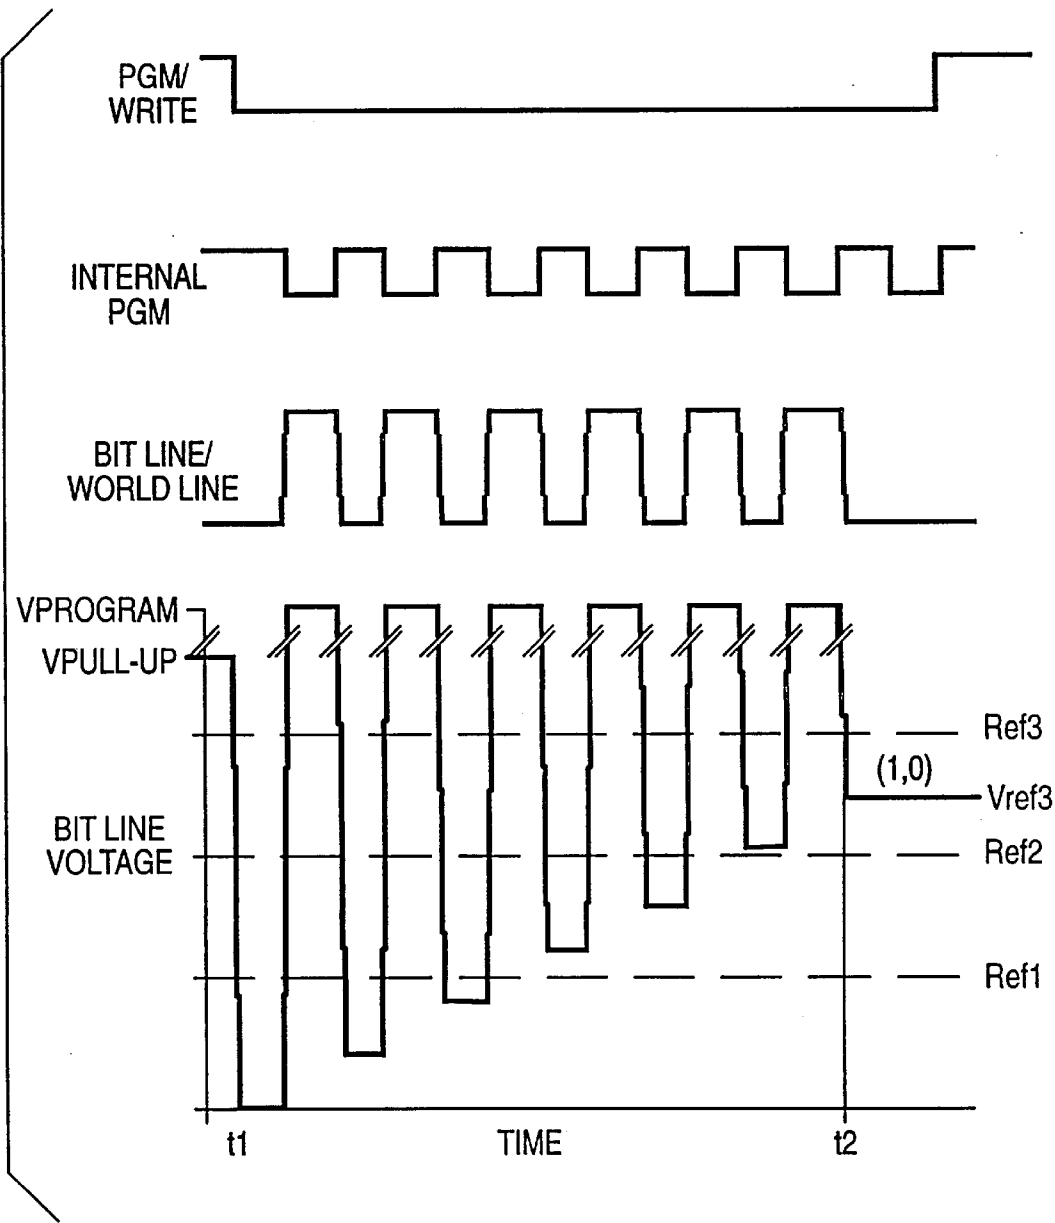 PGM/
WRITE
INTERNAL
PGM
BIT LINE/
WORLD LINE
VPROGRAM
VPULL-UP
Ref3
(1,0)
Vref3
BIT LINE
VOLTAGE
Ref2
Ref1
t1
TIME
t2